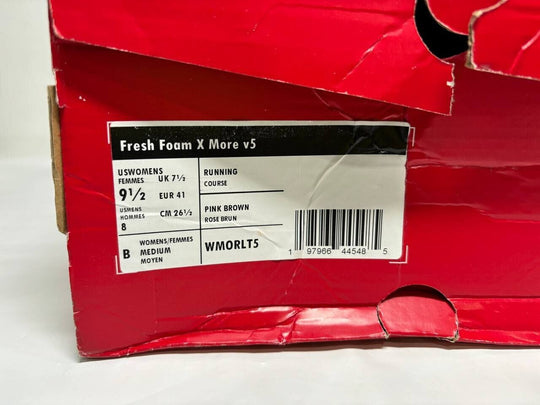 Fresh Foam X More v5
USWOMENS
FEMMES
9½
UK 7½
EUR 41
USMENS
HOMMES
8
CM 26½
B
WOMENS/FEMMES
MEDIUM
MOYEN
RUNNING
COURSE
PINK BROWN
ROSE BRUN
WMORLT5
1 97966 44548 5